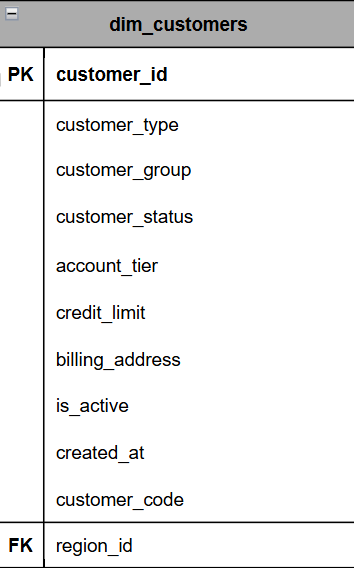 dim_customers
PK customer_id
customer_type
customer_group
customer_status
account_tier
credit_limit
billing_address
is_active
created_at
customer_code
FK region_id